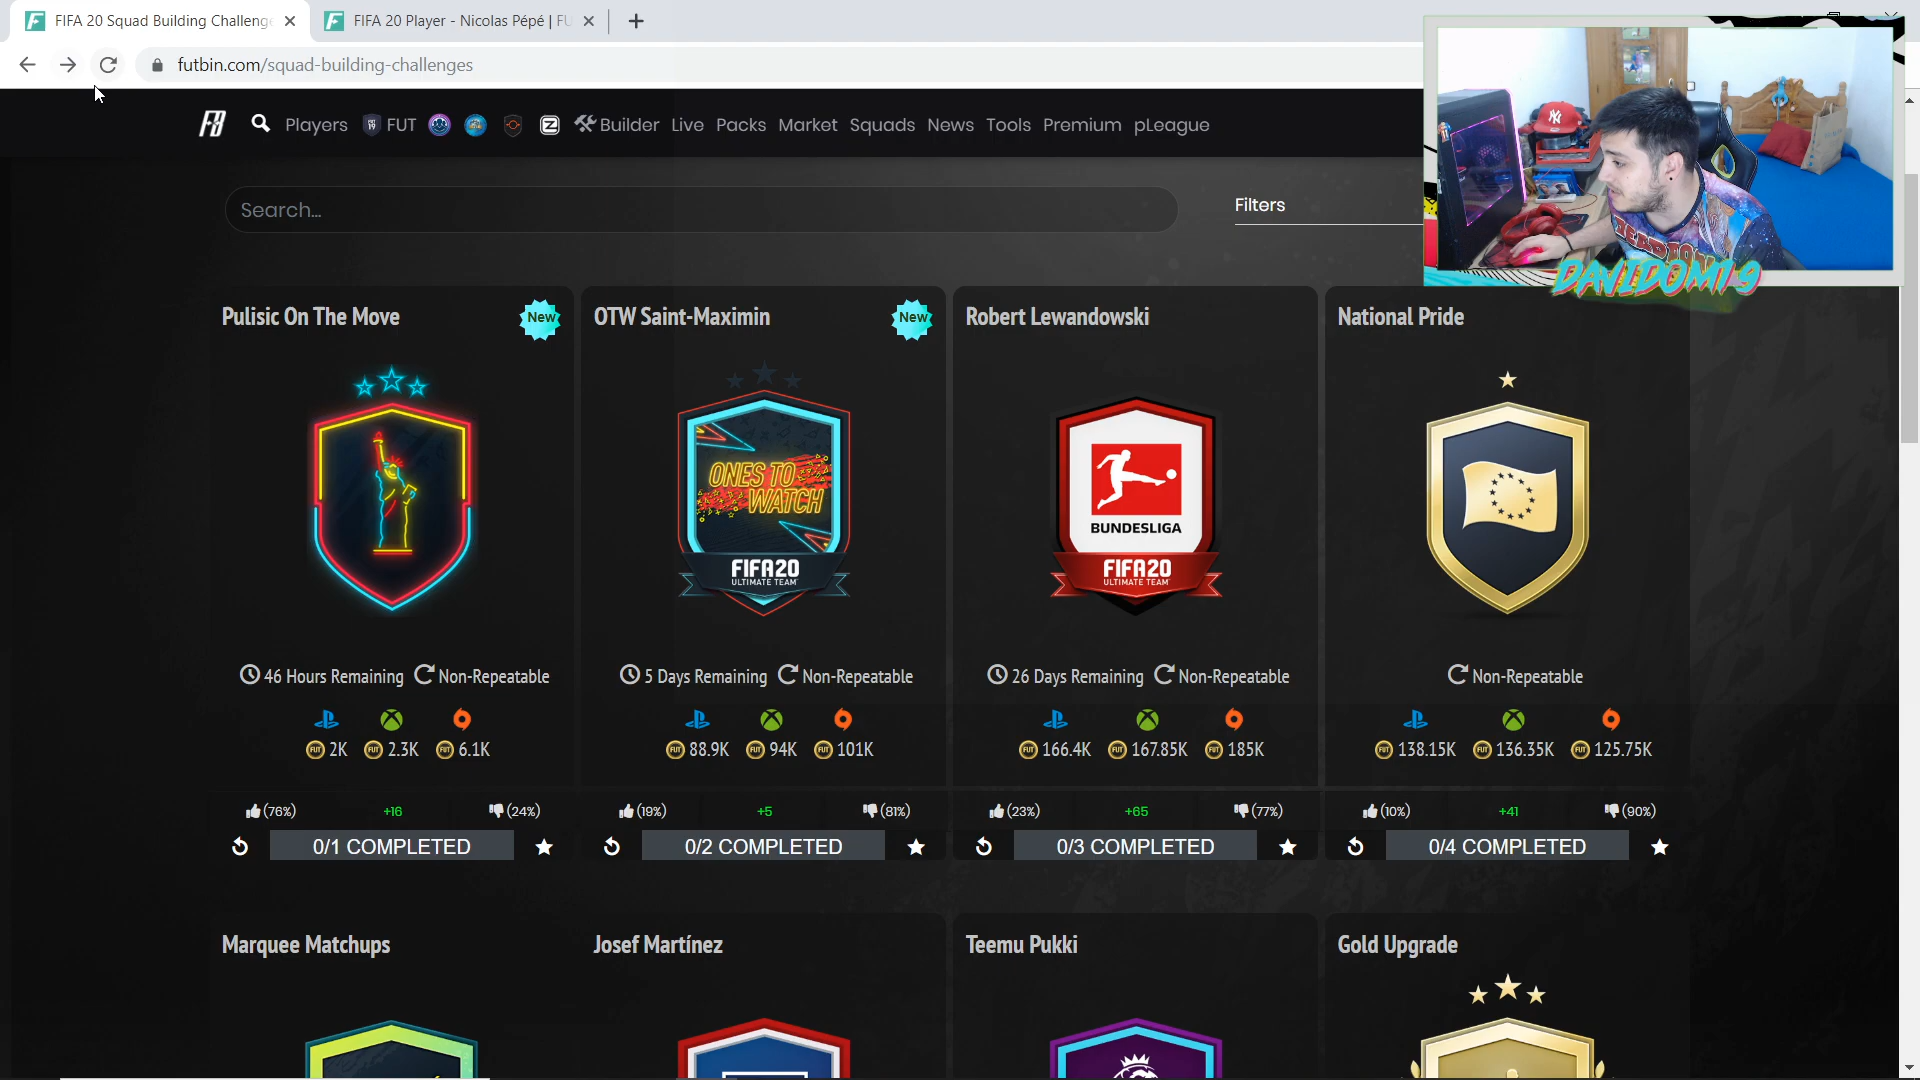 FIFA 20 Squad Building Challenge
FIFA 20 Player - Nicolas Pépé | FU
futbin.com/squad-building-challenges
FB Players FUT Builder Live Packs Market Squads News Tools Premium pLeague
Search...
Filters
DAVIDOM19
Pulisic On The Move
New
OTW Saint-Maximin
New
Robert Lewandowski
National Pride
ONES TO
WATCH
FIFA20
ULTIMATE TEAM
BUNDESLIGA
FIFA20
ULTIMATE TEAM
46 Hours Remaining Non-Repeatable
5 Days Remaining Non-Repeatable
26 Days Remaining Non-Repeatable
Non-Repeatable
2K 2.3K 6.1K
88.9K 94K 101K
166.4K 167.85K 185K
138.15K 136.35K 125.75K
(76%) +16 (24%)
(19%) +5 (81%)
(23%) +65 (77%)
(10%) +41 (90%)
0/1 COMPLETED
0/2 COMPLETED
0/3 COMPLETED
0/4 COMPLETED
Marquee Matchups
Josef Martínez
Teemu Pukki
Gold Upgrade